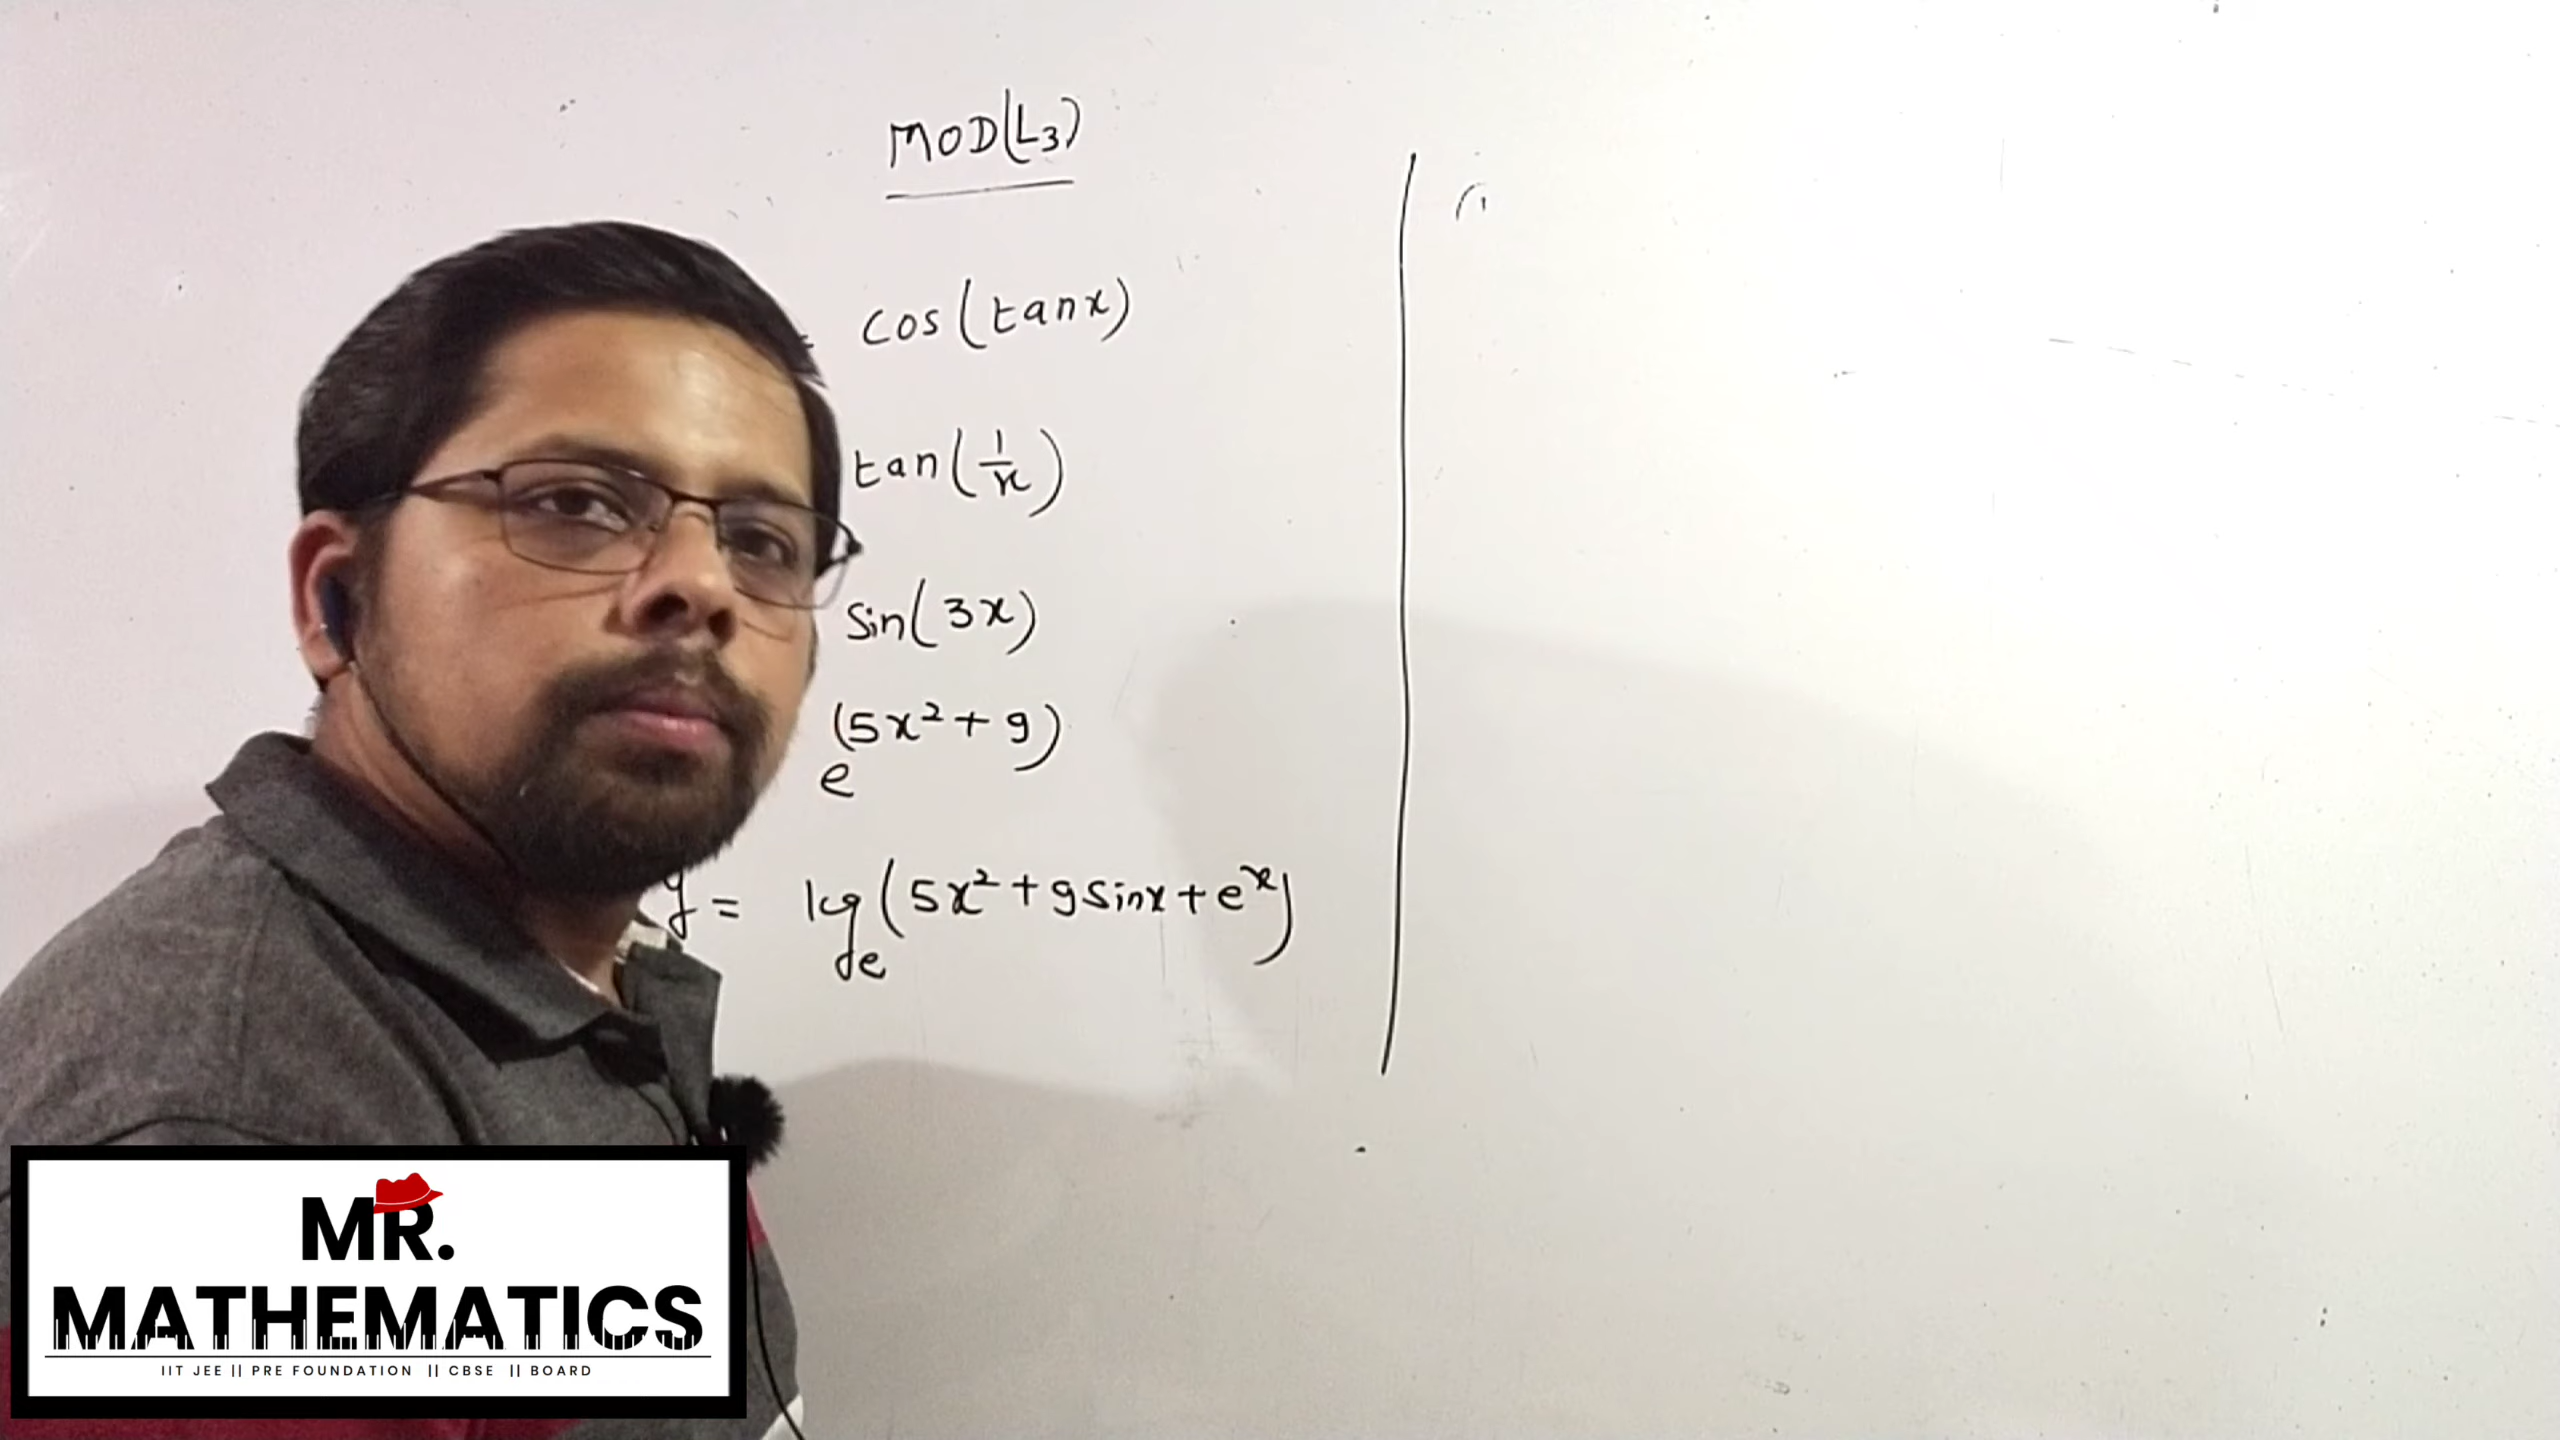 MOD(L3)
cos(tanx)
tan(1/x)
Sin(3x)
e^(5x²+9)
y = log_e(5x²+9sinx+e^x)
(1
MR.
MATHEMATICS
IIT JEE || PRE FOUNDATION || CBSE || BOARD